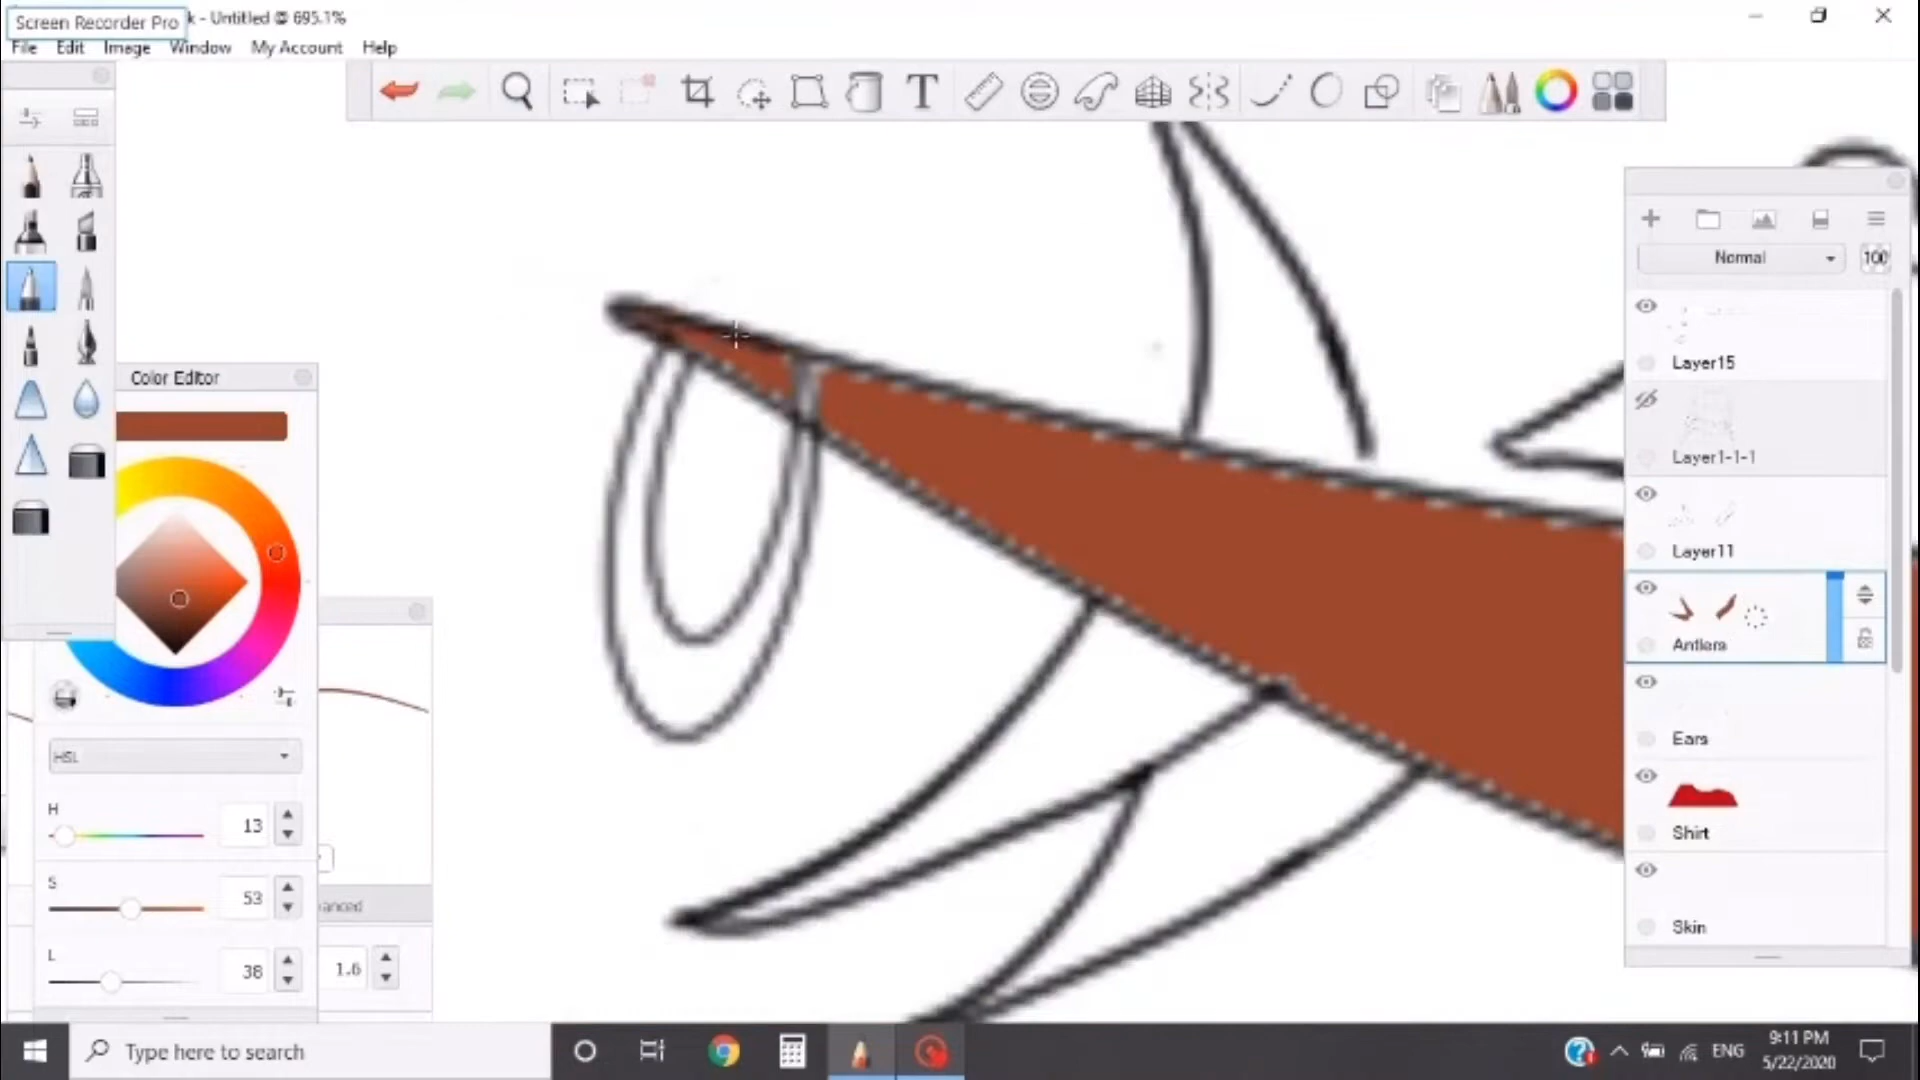 Screen Recorder Pro
k - Untitled @ 695.1%
File Edit Image Window My Account Help
T
Normal 100
Layer15
Layer1-1-1
Layer11
Antlers
Ears
Shirt
Skin
Color Editor
HSL
H 13
S 53
L 38
anced
1.6
Type here to search
ENG
9:11 PM
5/22/2020